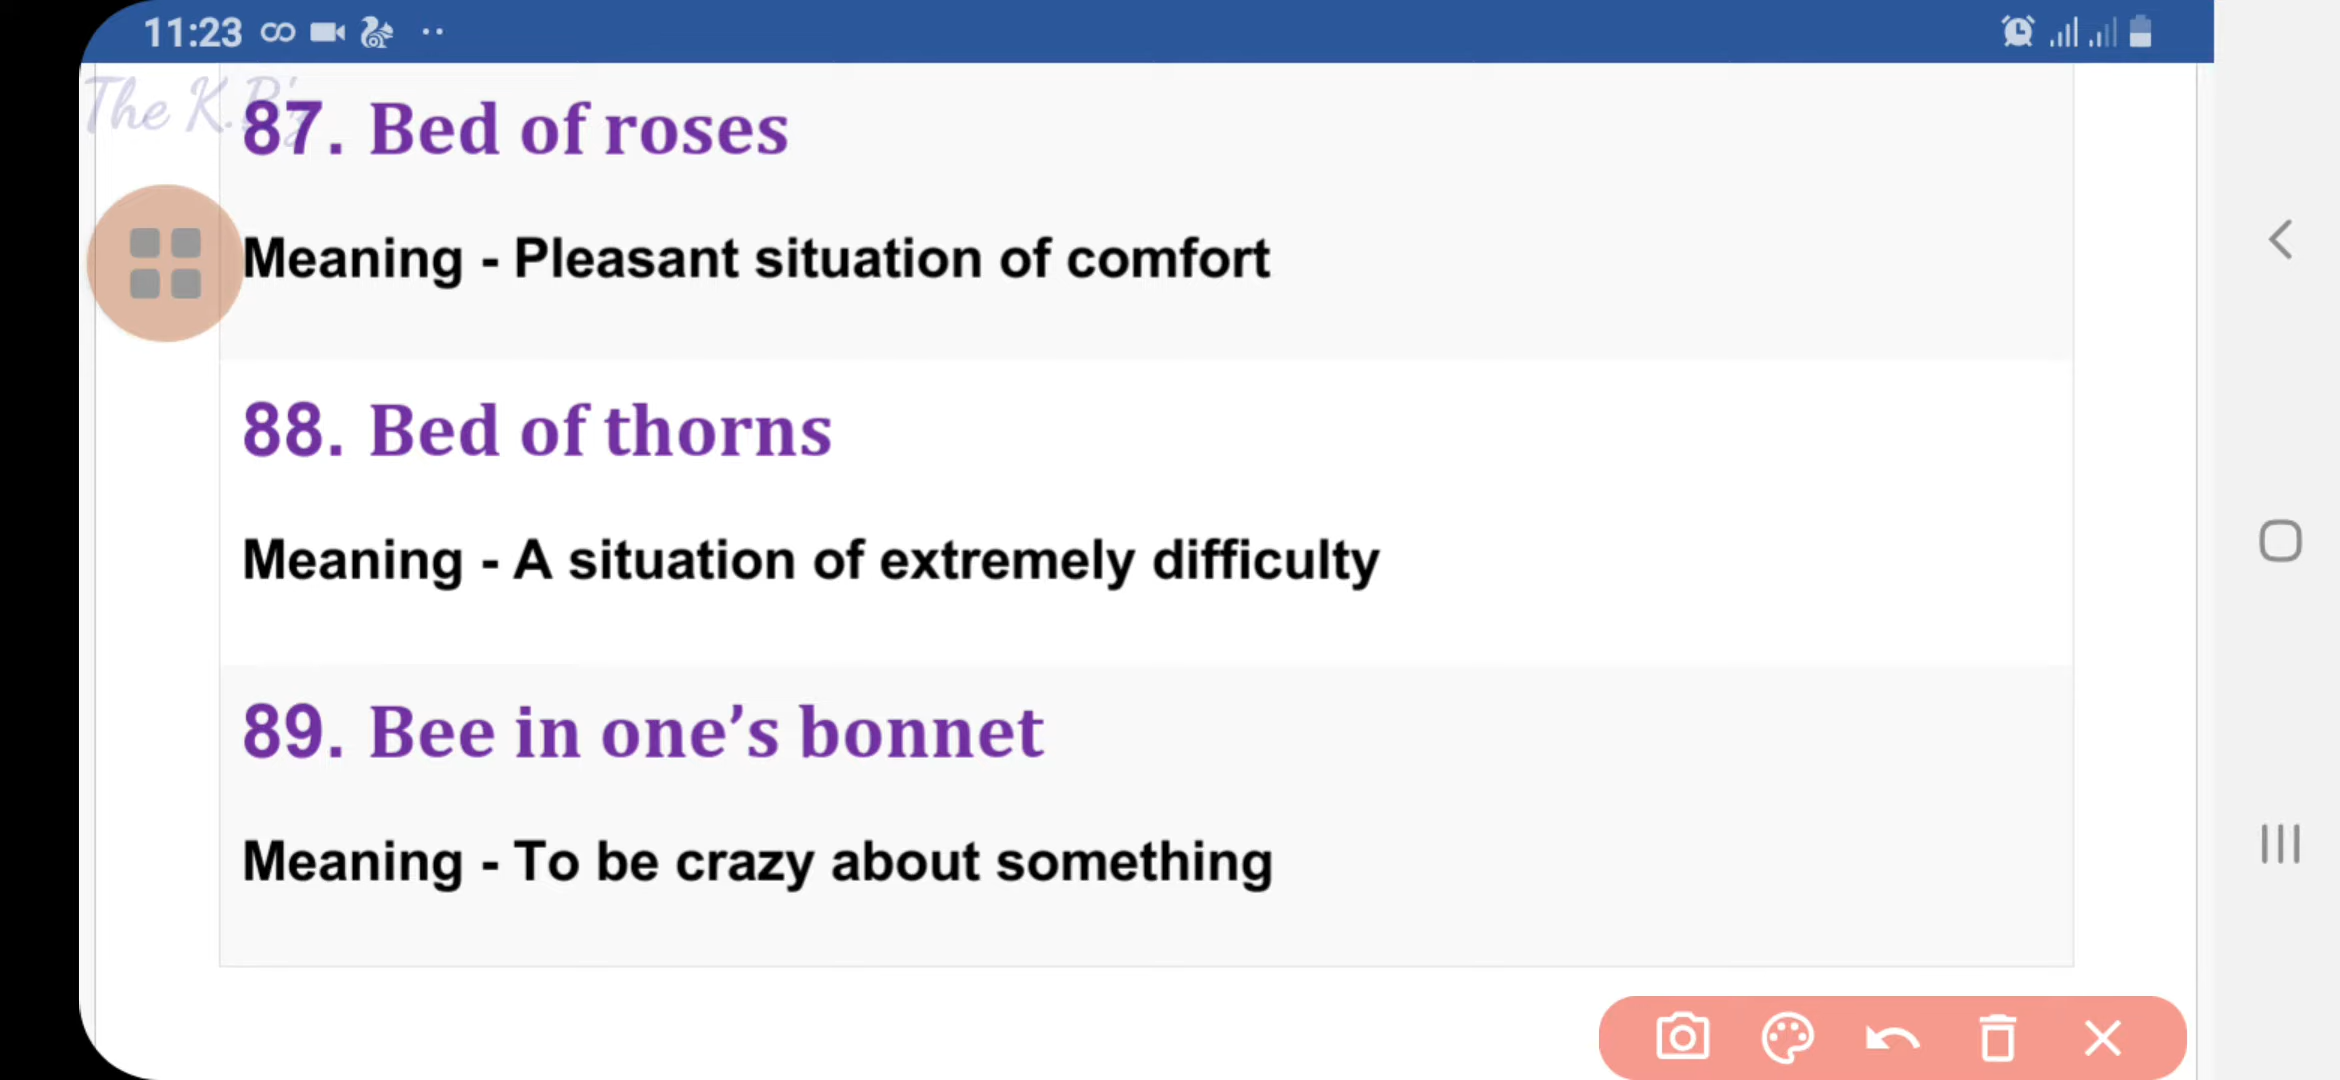 11:23
The K.B'z
87. Bed of roses
Meaning - Pleasant situation of comfort
88. Bed of thorns
Meaning - A situation of extremely difficulty
89. Bee in one’s bonnet
Meaning - To be crazy about something